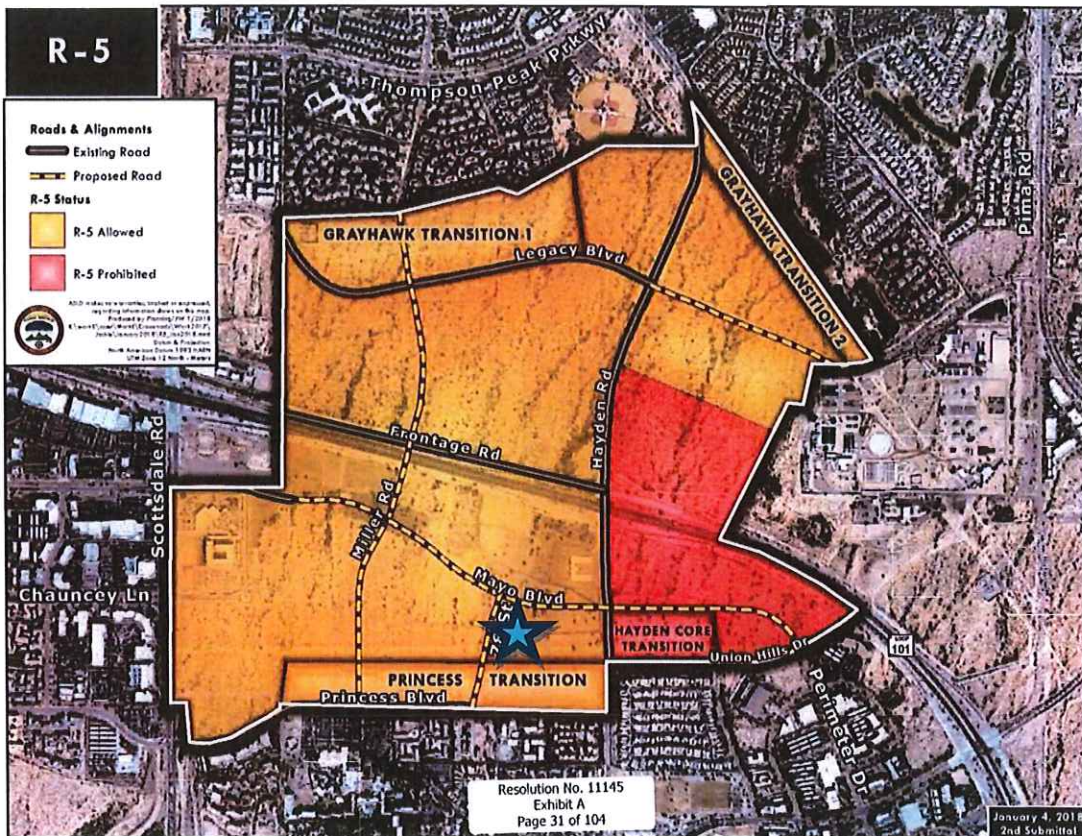 R-5
Roads & Alignments
Existing Road
Proposed Road
R-5 Status
R-5 Allowed
R-5 Prohibited
Thompson Peak Prkwy
Pima Rd
GRAYHAWK TRANSITION 1
GRAYHAWK TRANSITION 2
Legacy Blvd
Hayden Rd
Frontage Rd
Scottsdale Rd
Miller Rd
Mayo Blvd
Chauncey Ln
HAYDEN CORE
TRANSITION
Union Hills Dr
LOOP
101
PRINCESS TRANSITION
Princess Blvd
Perimeter Dr
Resolution No. 11145
Exhibit A
Page 31 of 104
2nd Submittal